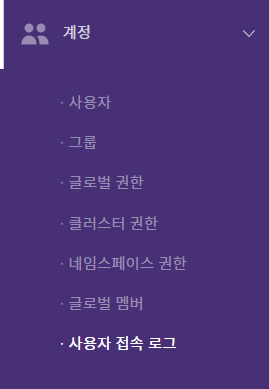 계정
· 사용자
· 그룹
· 글로벌 권한
· 클러스터 권한
· 네임스페이스 권한
· 글로벌 멤버
· 사용자 접속 로그